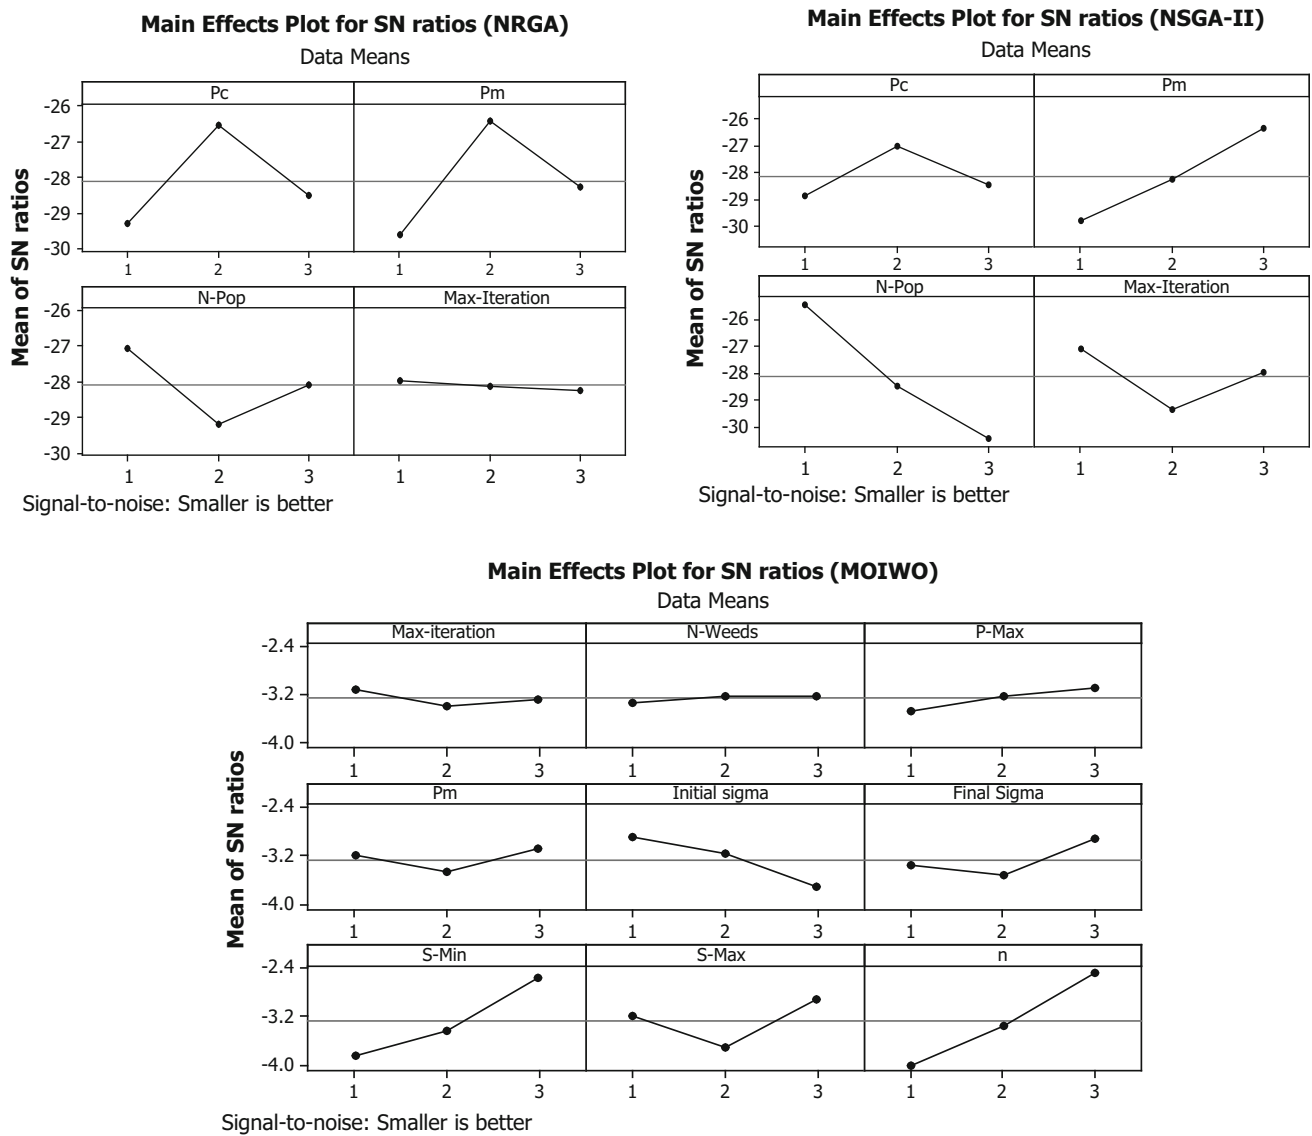 Main Effects Plot for SN ratios (NRGA)
Data Means
Pc Pm
-26
-27
-28
-29
-30
1 2 3 1 2 3
N-Pop Max-Iteration
-26
-27
-28
-29
-30
1 2 3 1 2 3
Mean of SN ratios
Signal-to-noise: Smaller is better
Main Effects Plot for SN ratios (NSGA-II)
Data Means
Pc Pm
-26
-27
-28
-29
-30
1 2 3 1 2 3
N-Pop Max-Iteration
-26
-27
-28
-29
-30
1 2 3 1 2 3
Mean of SN ratios
Signal-to-noise: Smaller is better
Main Effects Plot for SN ratios (MOIWO)
Data Means
Max-iteration N-Weeds P-Max
-2.4
-3.2
-4.0
1 2 3 1 2 3 1 2 3
Pm Initial sigma Final Sigma
-2.4
-3.2
-4.0
1 2 3 1 2 3 1 2 3
S-Min S-Max n
-2.4
-3.2
-4.0
1 2 3 1 2 3 1 2 3
Mean of SN ratios
Signal-to-noise: Smaller is better